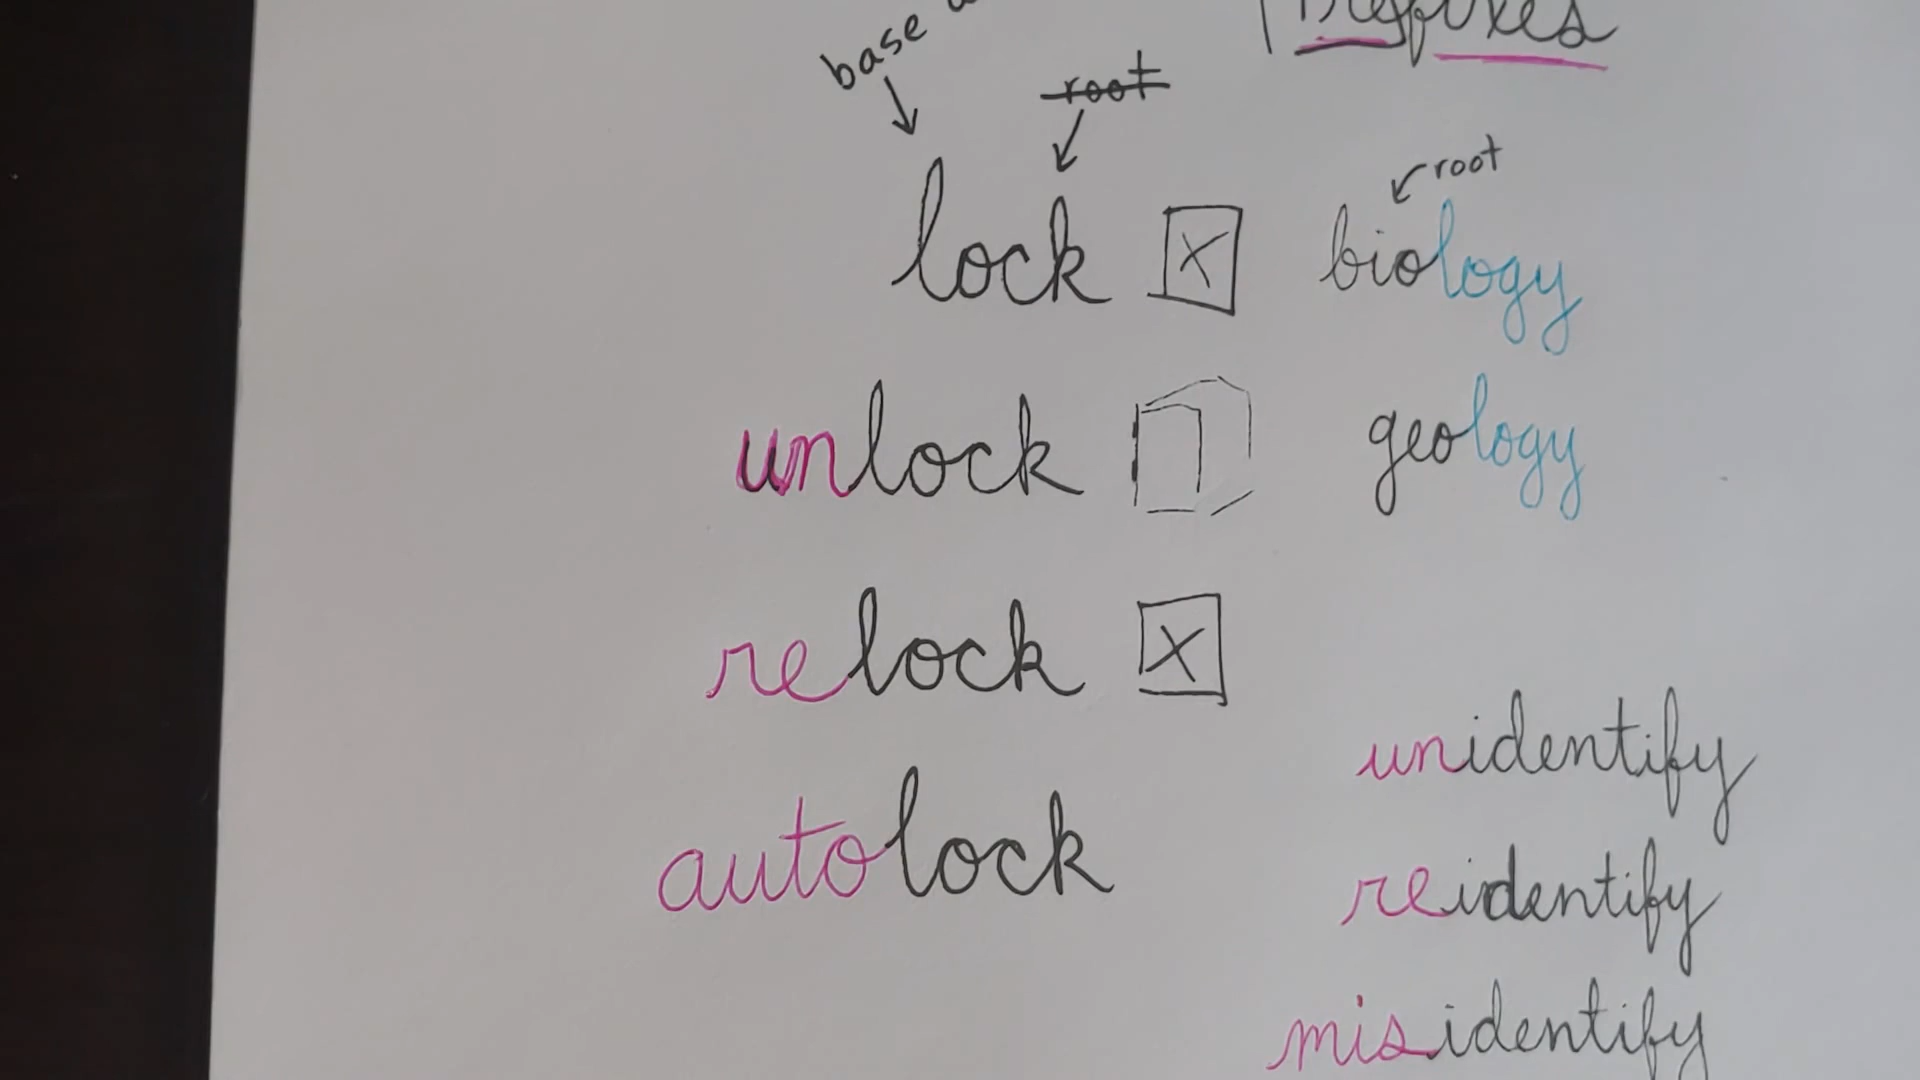 Prefixes
base
root
root
lock X biology
unlock geology
relock X
unidentify
autolock
reidentify
misidentify